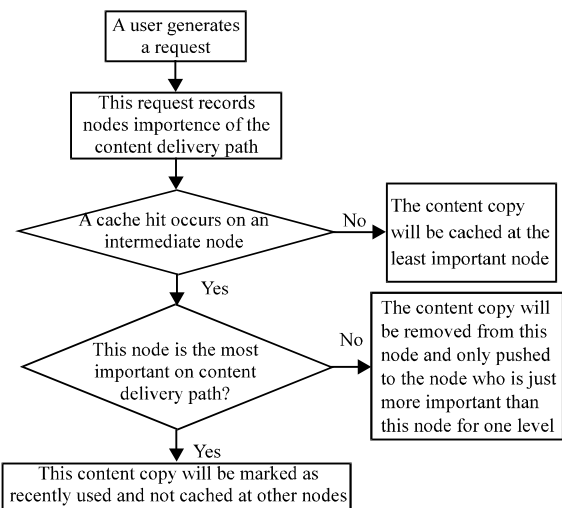 A user generates
a request
This request records
nodes importence of the
content delivery path
A cache hit occurs on an
intermediate node
No
The content copy
will be cached at the
least important node
Yes
This node is the most
important on content
delivery path?
No
The content copy will
be removed from this
node and only pushed
to the node who is just
more important than
this node for one level
Yes
This content copy will be marked as
recently used and not cached at other nodes